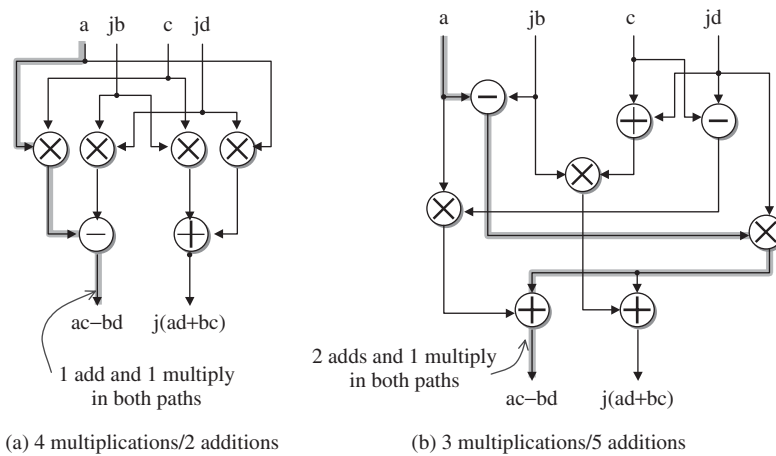 a jb c jd
ac−bd j(ad+bc)
1 add and 1 multiply
in both paths
(a) 4 multiplications/2 additions
a jb c jd
2 adds and 1 multiply
in both paths
ac−bd j(ad+bc)
(b) 3 multiplications/5 additions